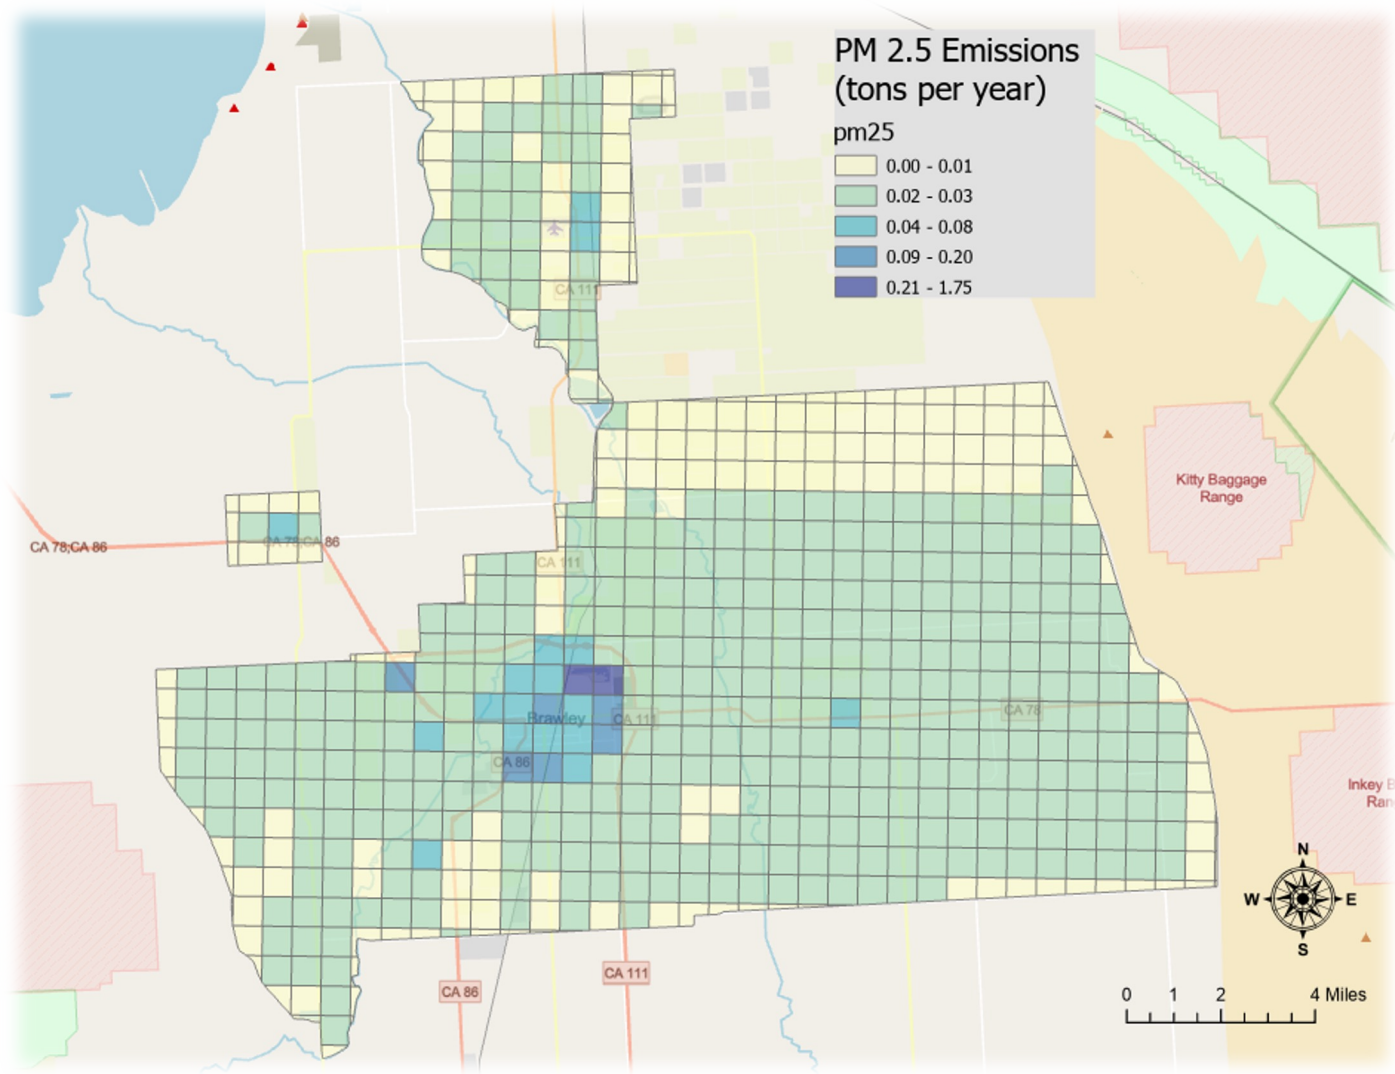 PM 2.5 Emissions
(tons per year)
pm25
0.00 - 0.01
0.02 - 0.03
0.04 - 0.08
0.09 - 0.20
0.21 - 1.75
CA 111
Kitty Baggage
Range
CA 78;CA 86
CA 78;CA 86
CA 111
CA 78
Brawley
CA 111
CA 86
Inkey B
Ran
N
W
E
S
CA 111
CA 86
0 1 2 4 Miles